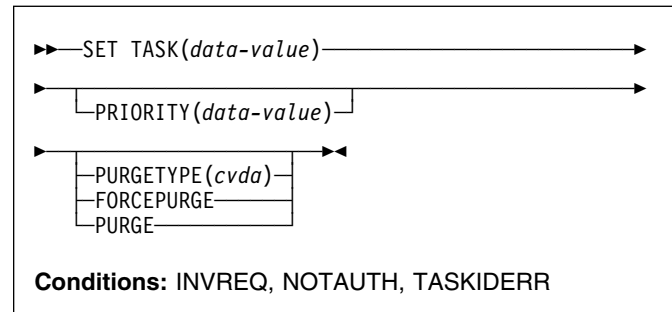 SET TASK(data-value)
PRIORITY(data-value)
PURGETYPE(cvda)
FORCEPURGE
PURGE
Conditions: INVREQ, NOTAUTH, TASKIDERR